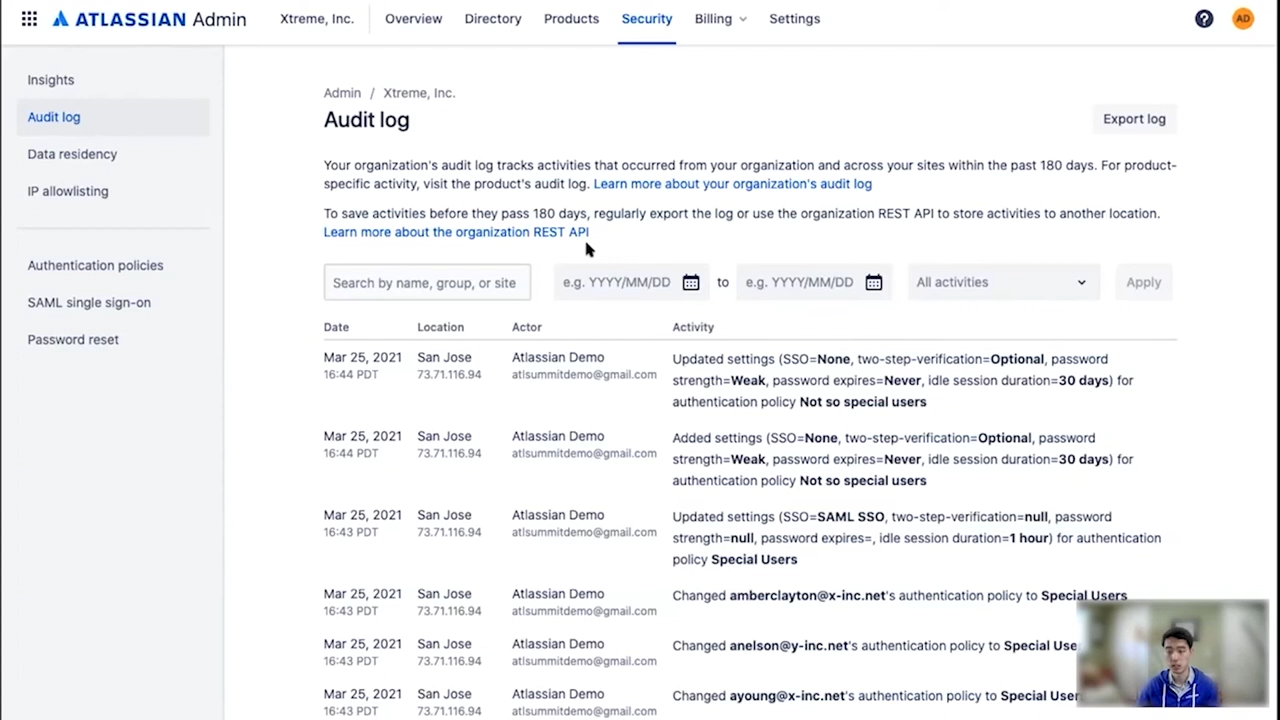 ATLASSIAN Admin
Xtreme, Inc.
Overview
Directory
Products
Security
Billing
Settings
?
AD
Insights
Audit log
Data residency
IP allowlisting
Authentication policies
SAML single sign-on
Password reset
Admin / Xtreme, Inc.
Audit log
Export log
Your organization's audit log tracks activities that occurred from your organization and across your sites within the past 180 days. For product-
specific activity, visit the product's audit log. Learn more about your organization's audit log
To save activities before they pass 180 days, regularly export the log or use the organization REST API to store activities to another location.
Learn more about the organization REST API
Search by name, group, or site
e.g. YYYY/MM/DD
to
e.g. YYYY/MM/DD
All activities
Apply
Date Location Actor Activity
Mar 25, 2021 San Jose Atlassian Demo Updated settings (SSO=None, two-step-verification=Optional, password
16:44 PDT 73.71.116.94 atlsummitdemo@gmail.com strength=Weak, password expires=Never, idle session duration=30 days) for
authentication policy Not so special users
Mar 25, 2021 San Jose Atlassian Demo Added settings (SSO=None, two-step-verification=Optional, password
16:44 PDT 73.71.116.94 atlsummitdemo@gmail.com strength=Weak, password expires=Never, idle session duration=30 days) for
authentication policy Not so special users
Mar 25, 2021 San Jose Atlassian Demo Updated settings (SSO=SAML SSO, two-step-verification=null, password
16:43 PDT 73.71.116.94 atlsummitdemo@gmail.com strength=null, password expires=, idle session duration=1 hour) for authentication
policy Special Users
Mar 25, 2021 San Jose Atlassian Demo Changed amberclayton@x-inc.net's authentication policy to Special Users
16:43 PDT 73.71.116.94 atlsummitdemo@gmail.com
Mar 25, 2021 San Jose Atlassian Demo Changed anelson@y-inc.net's authentication policy to Special Use
16:43 PDT 73.71.116.94 atlsummitdemo@gmail.com
Mar 25, 2021 San Jose Atlassian Demo Changed ayoung@x-inc.net's authentication policy to Special User
16:43 PDT 73.71.116.94 atlsummitdemo@gmail.com